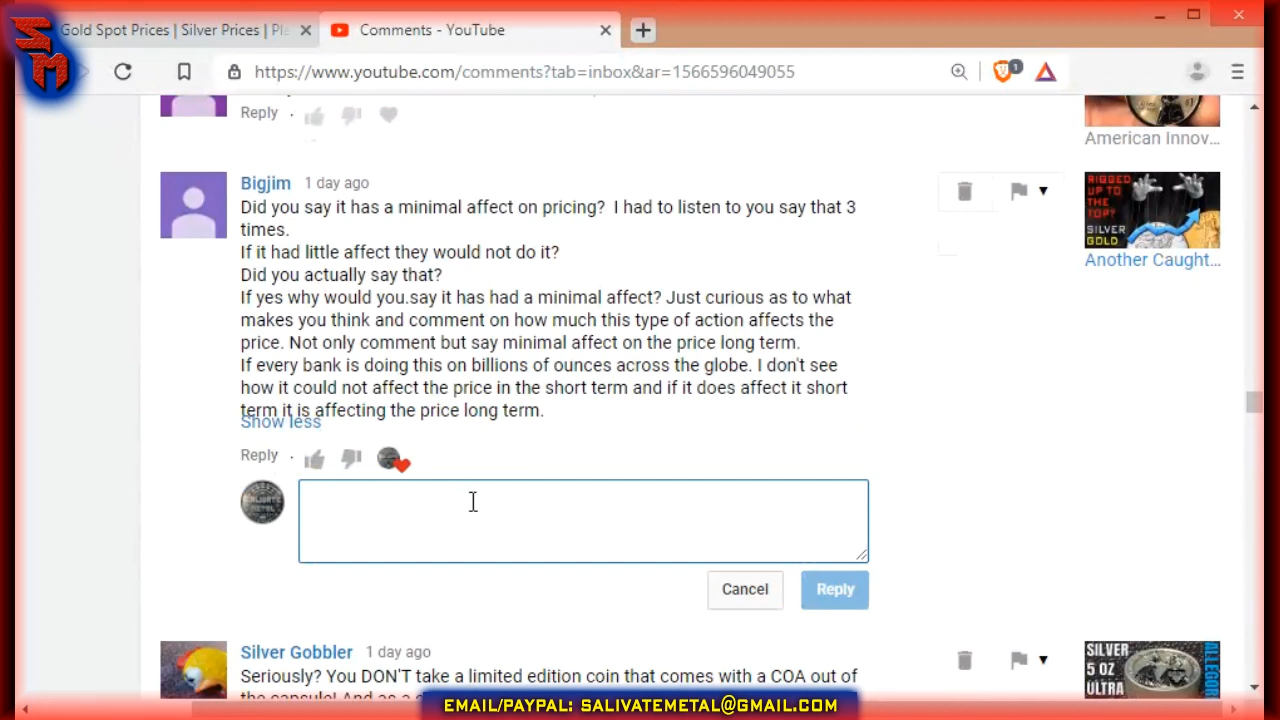 SM
Gold Spot Prices | Silver Prices | Pl
Comments - YouTube
https://www.youtube.com/comments?tab=inbox&ar=1566596049055
1
Reply
American Innov...
Bigjim 1 day ago
Did you say it has a minimal affect on pricing? I had to listen to you say that 3
times.
If it had little affect they would not do it?
Did you actually say that?
If yes why would you.say it has had a minimal affect? Just curious as to what
makes you think and comment on how much this type of action affects the
price. Not only comment but say minimal affect on the price long term.
If every bank is doing this on billions of ounces across the globe. I don't see
how it could not affect the price in the short term and if it does affect it short
term it is affecting the price long term.
Show less
Reply
RIGGED
UP TO
THE
TOP?
SILVER
GOLD
Another Caught...
Cancel
Reply
Silver Gobbler 1 day ago
Seriously? You DON'T take a limited edition coin that comes with a COA out of
SILVER
5 OZ
ULTRA
EMAIL/PAYPAL: SALIVATEMETAL@GMAIL.COM